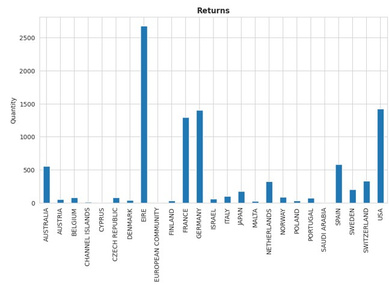 Returns
Quantity
2500
2000
1500
1000
500
0
AUSTRALIA
AUSTRIA
BELGIUM
CHANNEL ISLANDS
CYPRUS
CZECH REPUBLIC
DENMARK
EIRE
EUROPEAN COMMUNITY
FINLAND
FRANCE
GERMANY
ISRAEL
ITALY
JAPAN
MALTA
NETHERLANDS
NORWAY
POLAND
PORTUGAL
SAUDI ARABIA
SPAIN
SWEDEN
SWITZERLAND
USA